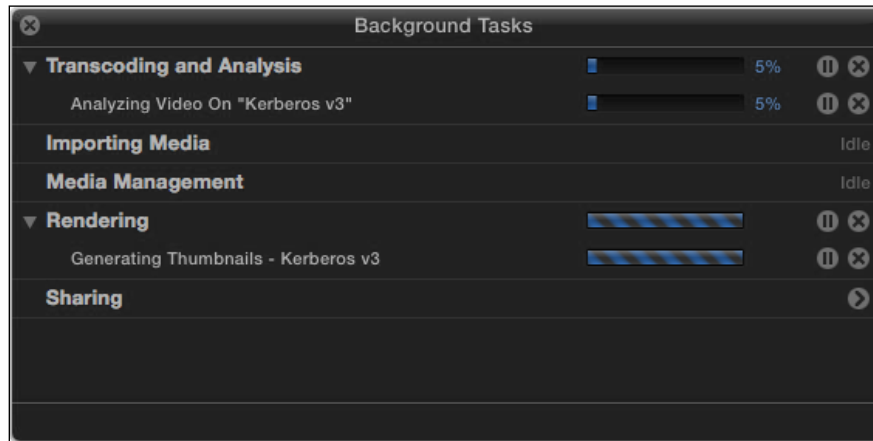 Background Tasks
Transcoding and Analysis 5%
Analyzing Video On "Kerberos v3" 5%
Importing Media Idle
Media Management Idle
Rendering
Generating Thumbnails - Kerberos v3
Sharing